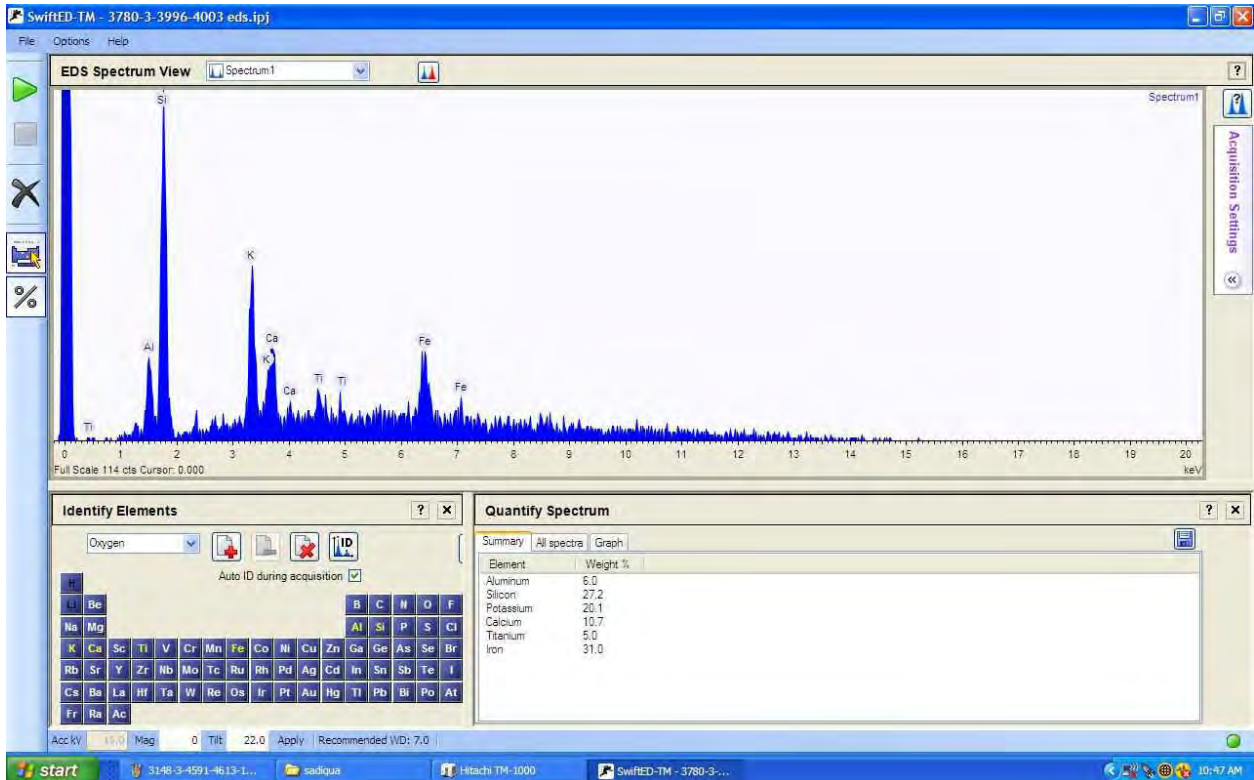 SwiftED-TM - 3780-3-3996-4003 eds.ipj
File Options Help
EDS Spectrum View Spectrum1 ?
Spectrum1
Si
K
Al
Ca
K
Fe
Ca
Ti
Ti
Fe
Ti
0 1 2 3 4 5 6 7 8 9 10 11 12 13 14 15 16 17 18 19 20
Full Scale 114 cts Cursor: 0.000
keV
Acquisition Settings
%
Identify Elements ? X
Oxygen
ID
Auto ID during acquisition
H
Li Be B C N O F
Na Mg Al Si P S Cl
K Ca Sc Ti V Cr Mn Fe Co Ni Cu Zn Ga Ge As Se Br
Rb Sr Y Zr Nb Mo Tc Ru Rh Pd Ag Cd In Sn Sb Te I
Cs Ba La Hf Ta W Re Os Ir Pt Au Hg Tl Pb Bi Po At
Fr Ra Ac
Quantify Spectrum ? X
Summary All spectra Graph
Element Weight %
Aluminum 6.0
Silicon 27.2
Potassium 20.1
Calcium 10.7
Titanium 5.0
Iron 31.0
Acc kV 15.0 Mag 0 Tilt 22.0 Apply Recommended WD: 7.0
start 3148-3-4591-4613-1... sadiqua Hitachi TM-1000 SwiftED-TM - 3780-3-... 10:47 AM